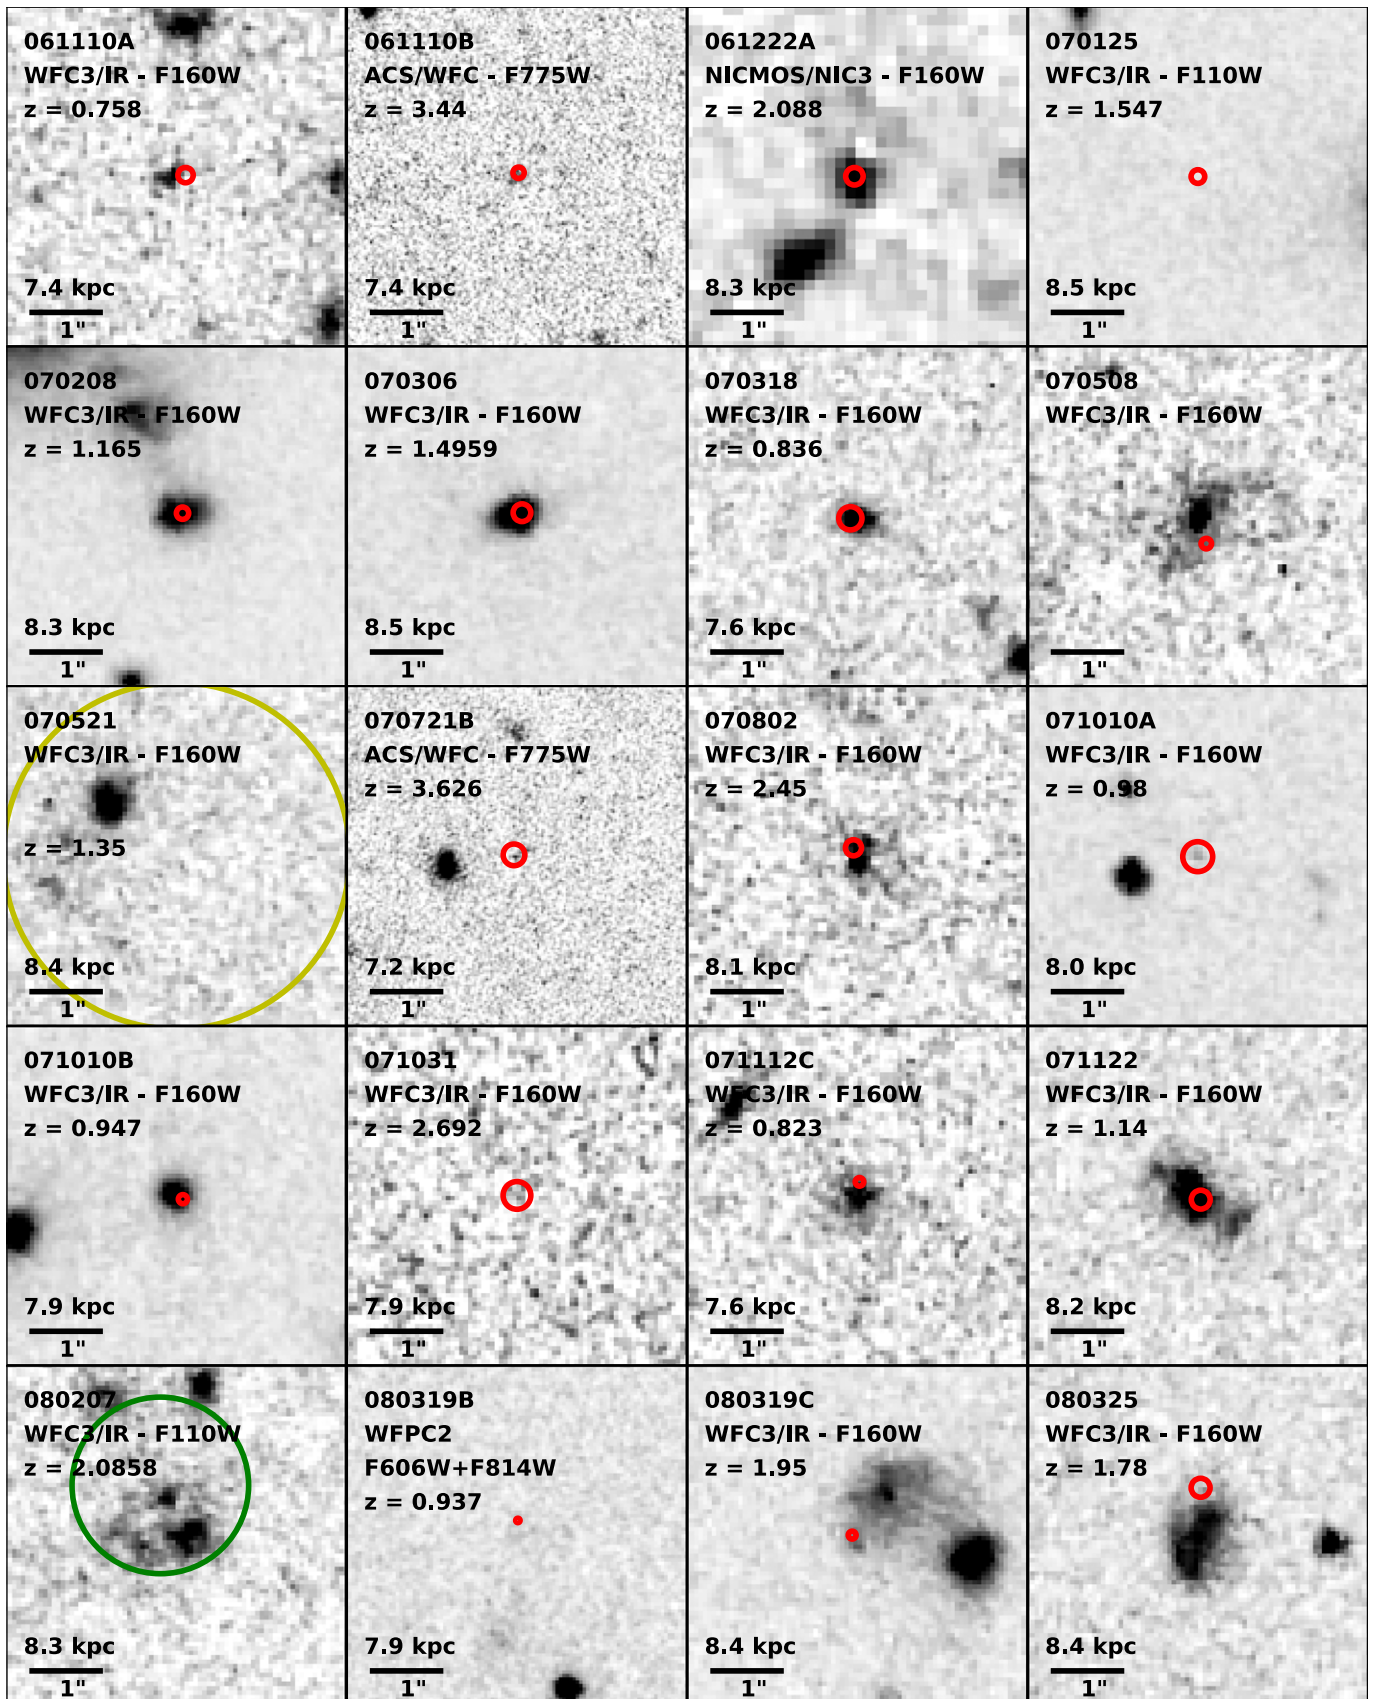 061110A
WFC3/IR - F160W
z = 0.758
7.4 kpc
1"
061110B
ACS/WFC - F775W
z = 3.44
7.4 kpc
1"
061222A
NICMOS/NIC3 - F160W
z = 2.088
8.3 kpc
1"
070125
WFC3/IR - F110W
z = 1.547
8.5 kpc
1"
070208
WFC3/IR - F160W
z = 1.165
8.3 kpc
1"
070306
WFC3/IR - F160W
z = 1.4959
8.5 kpc
1"
070318
WFC3/IR - F160W
z = 0.836
7.6 kpc
1"
070508
WFC3/IR - F160W
1"
070521
WFC3/IR - F160W
z = 1.35
8.4 kpc
1"
070721B
ACS/WFC - F775W
z = 3.626
7.2 kpc
1"
070802
WFC3/IR - F160W
z = 2.45
8.1 kpc
1"
071010A
WFC3/IR - F160W
z = 0.98
8.0 kpc
1"
071010B
WFC3/IR - F160W
z = 0.947
7.9 kpc
1"
071031
WFC3/IR - F160W
z = 2.692
7.9 kpc
1"
071112C
WFC3/IR - F160W
z = 0.823
7.6 kpc
1"
071122
WFC3/IR - F160W
z = 1.14
8.2 kpc
1"
080207
WFC3/IR - F110W
z = 2.0858
8.3 kpc
1"
080319B
WFPC2
F606W+F814W
z = 0.937
7.9 kpc
1"
080319C
WFC3/IR - F160W
z = 1.95
8.4 kpc
1"
080325
WFC3/IR - F160W
z = 1.78
8.4 kpc
1"